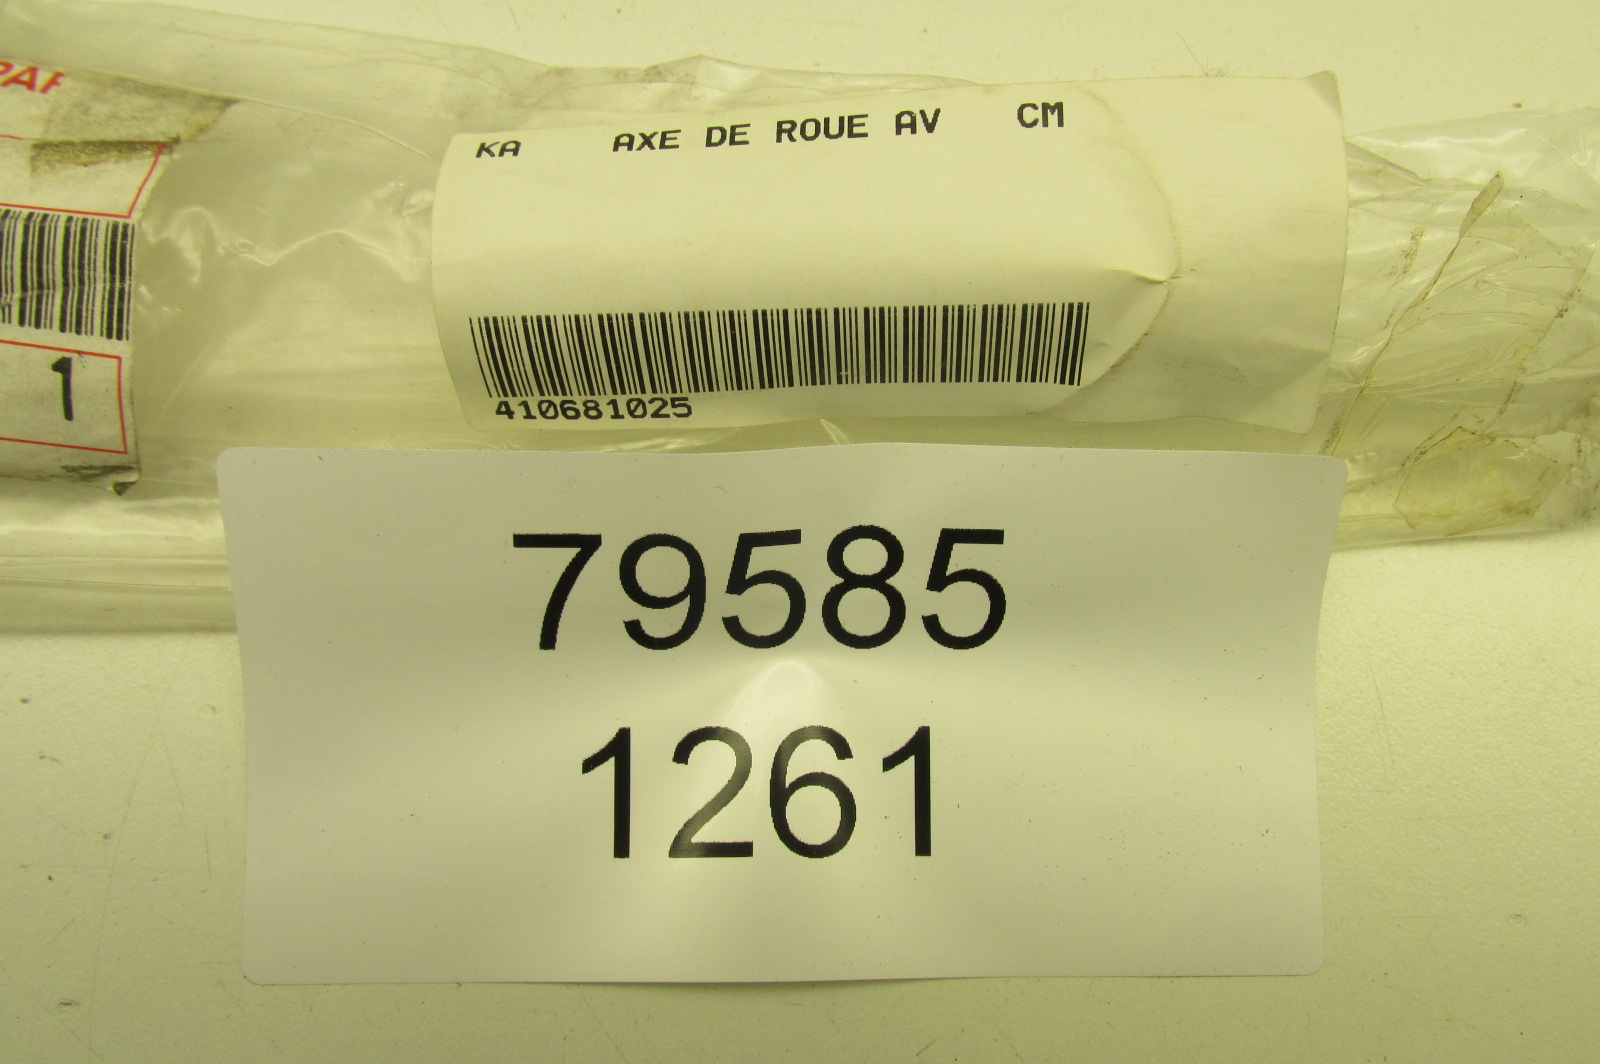 KA AXE DE ROUE AV CM
410681025
1
79585
1261